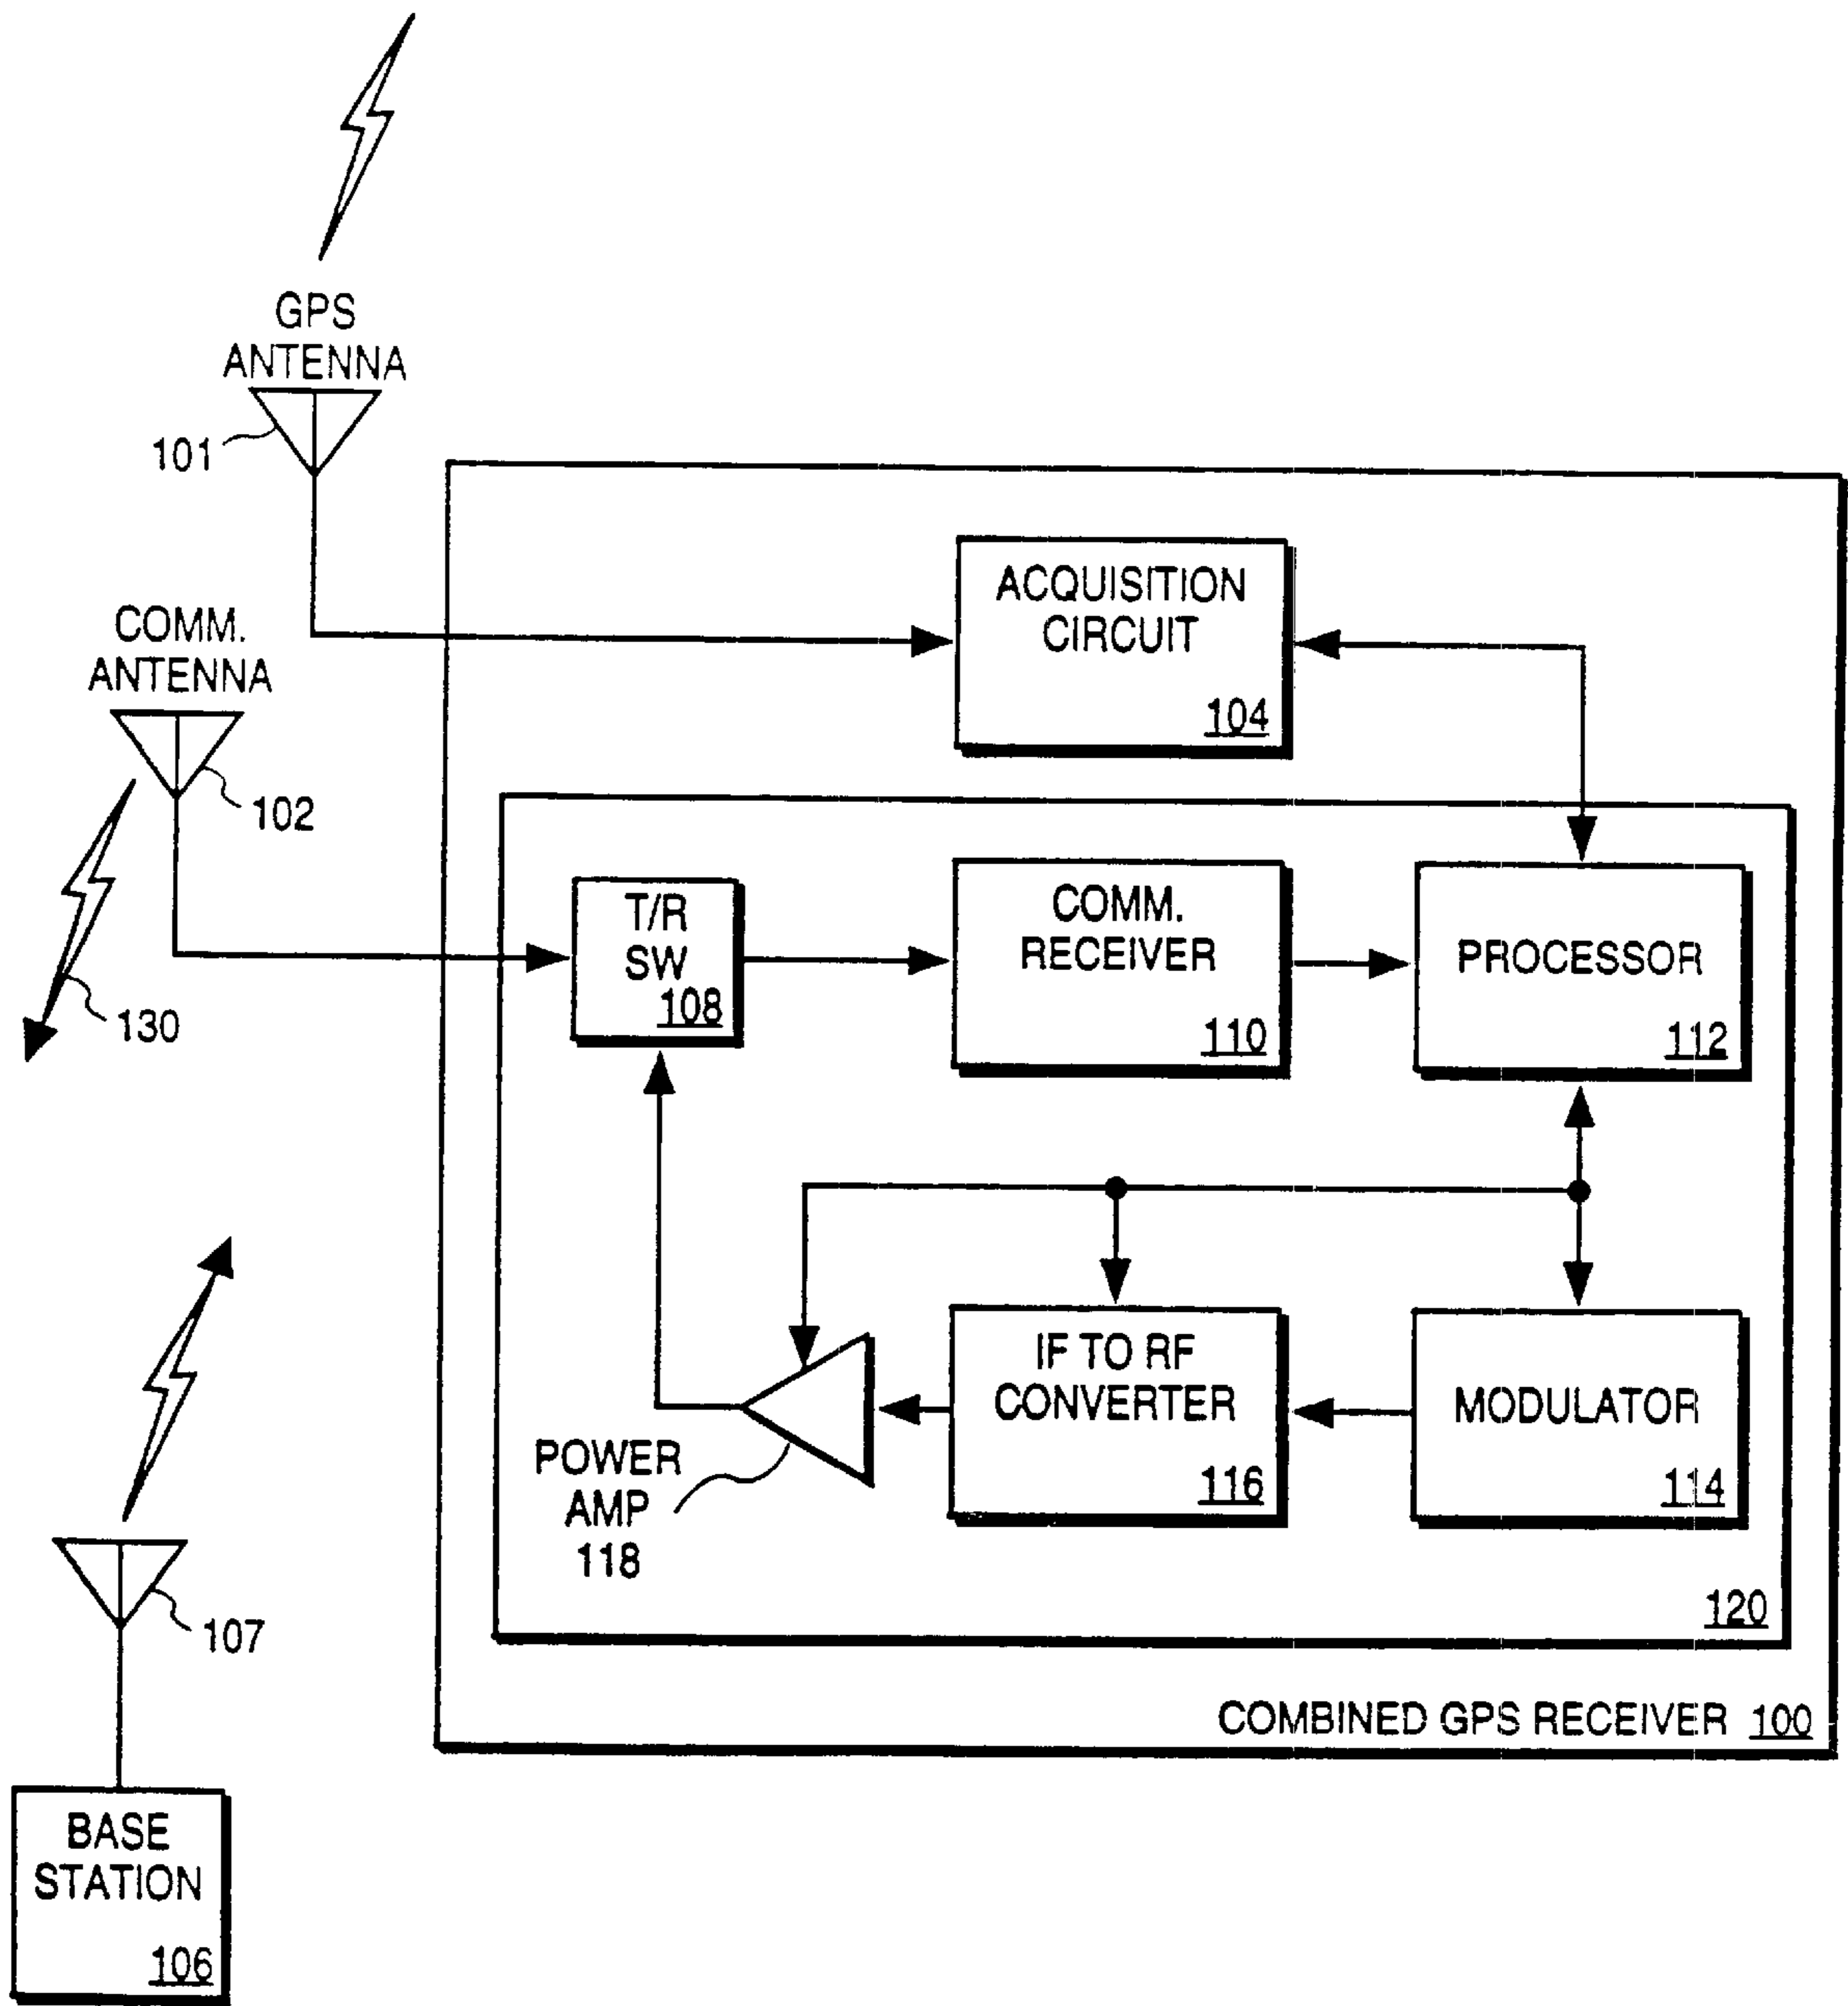 GPS
ANTENNA
101
ACQUISITION
CIRCUIT
104
COMM.
ANTENNA
102
130
T/R
SW
108
COMM.
RECEIVER
110
PROCESSOR
112
POWER
AMP
118
IF TO RF
CONVERTER
116
MODULATOR
114
120
COMBINED GPS RECEIVER 100
107
BASE
STATION
106